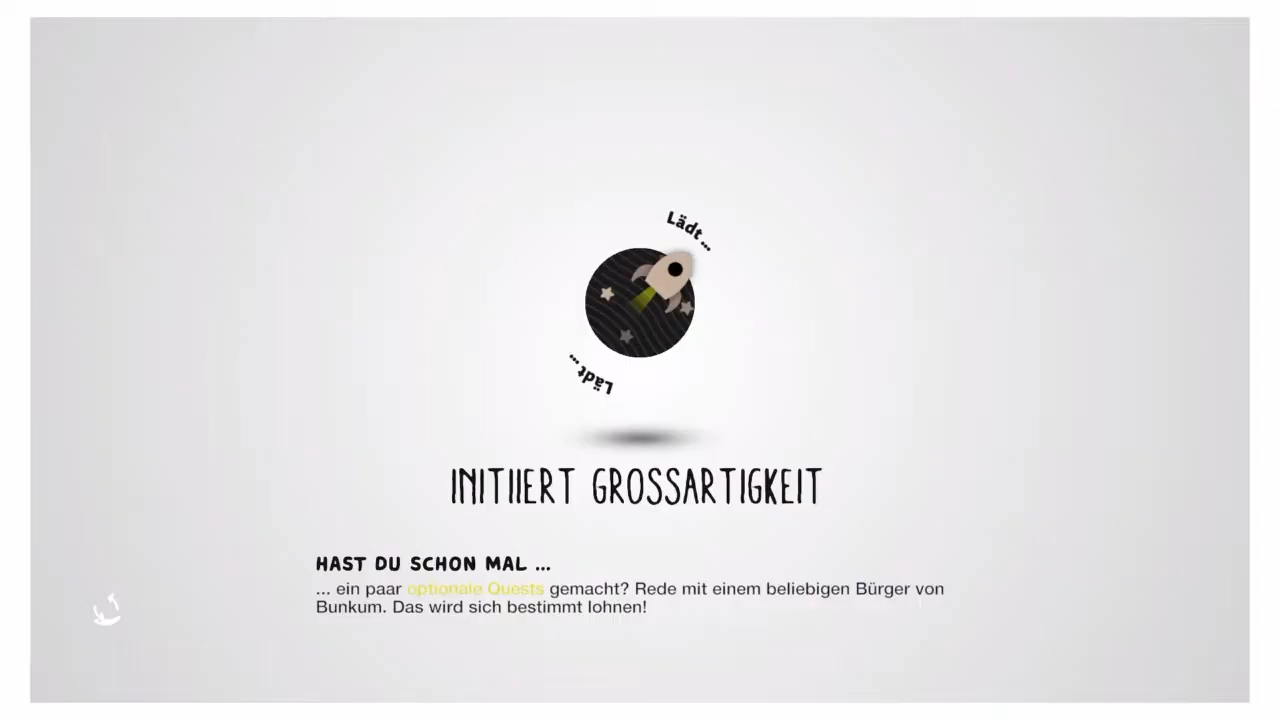 Lädt ...
Lädt ...
INITIIERT GROSSARTIGKEIT
HAST DU SCHON MAL ...
... ein paar optionale Quests gemacht? Rede mit einem beliebigen Bürger von
Bunkum. Das wird sich bestimmt lohnen!